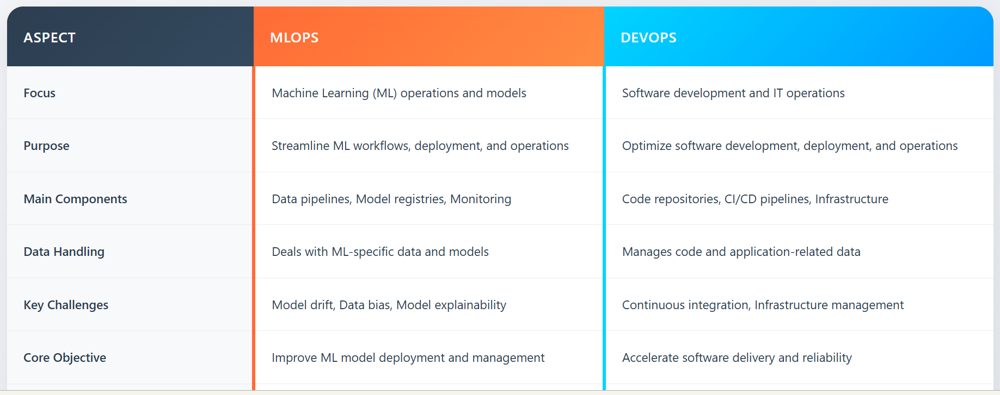 ASPECT MLOPS DEVOPS
Focus Machine Learning (ML) operations and models Software development and IT operations
Purpose Streamline ML workflows, deployment, and operations Optimize software development, deployment, and operations
Main Components Data pipelines, Model registries, Monitoring Code repositories, CI/CD pipelines, Infrastructure
Data Handling Deals with ML-specific data and models Manages code and application-related data
Key Challenges Model drift, Data bias, Model explainability Continuous integration, Infrastructure management
Core Objective Improve ML model deployment and management Accelerate software delivery and reliability